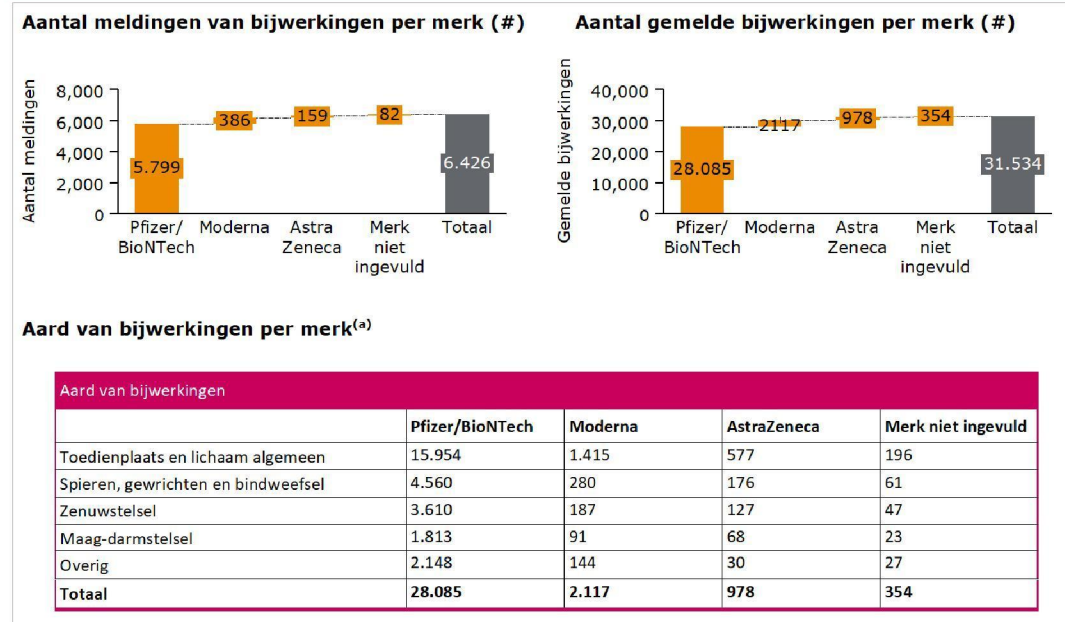 Aantal meldingen van bijwerkingen per merk (#)
Aantal meldingen
8,000
6,000
4,000
2,000
0
5.799
386
159
82
6.426
Pfizer/ BioNTech
Moderna
Astra Zeneca
Merk niet ingevuld
Totaal
Aantal gemelde bijwerkingen per merk (#)
Gemelde bijwerkingen
40,000
30,000
20,000
10,000
0
28.085
2117
978
354
31.534
Pfizer/ BioNTech
Moderna
Astra Zeneca
Merk niet ingevuld
Totaal
Aard van bijwerkingen per merk(a)
Aard van bijwerkingen
Pfizer/BioNTech Moderna AstraZeneca Merk niet ingevuld
Toedienplaats en lichaam algemeen 15.954 1.415 577 196
Spieren, gewrichten en bindweefsel 4.560 280 176 61
Zenuwstelsel 3.610 187 127 47
Maag-darmstelsel 1.813 91 68 23
Overig 2.148 144 30 27
Totaal 28.085 2.117 978 354